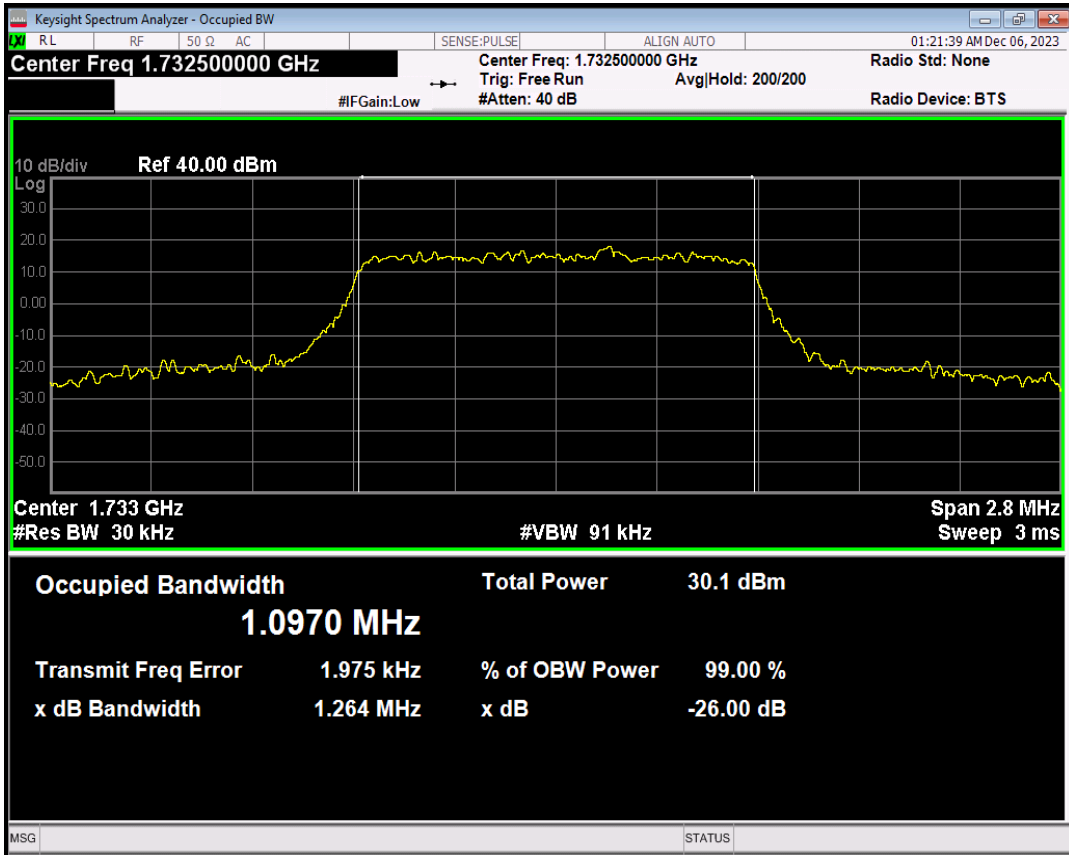 Keysight Spectrum Analyzer - Occupied BW
LXI RL RF 50 Ω AC SENSE:PULSE ALIGN AUTO 01:21:39 AM Dec 06, 2023
Center Freq 1.732500000 GHz
Center Freq: 1.732500000 GHz
Radio Std: None
Trig: Free Run Avg|Hold: 200/200
#IFGain:Low
#Atten: 40 dB
Radio Device: BTS
10 dB/div Ref 40.00 dBm
Log
30.0
20.0
10.0
0.00
-10.0
-20.0
-30.0
-40.0
-50.0
Center 1.733 GHz Span 2.8 MHz
#Res BW 30 kHz #VBW 91 kHz Sweep 3 ms
Occupied Bandwidth Total Power 30.1 dBm
1.0970 MHz
Transmit Freq Error 1.975 kHz % of OBW Power 99.00 %
x dB Bandwidth 1.264 MHz x dB -26.00 dB
MSG STATUS